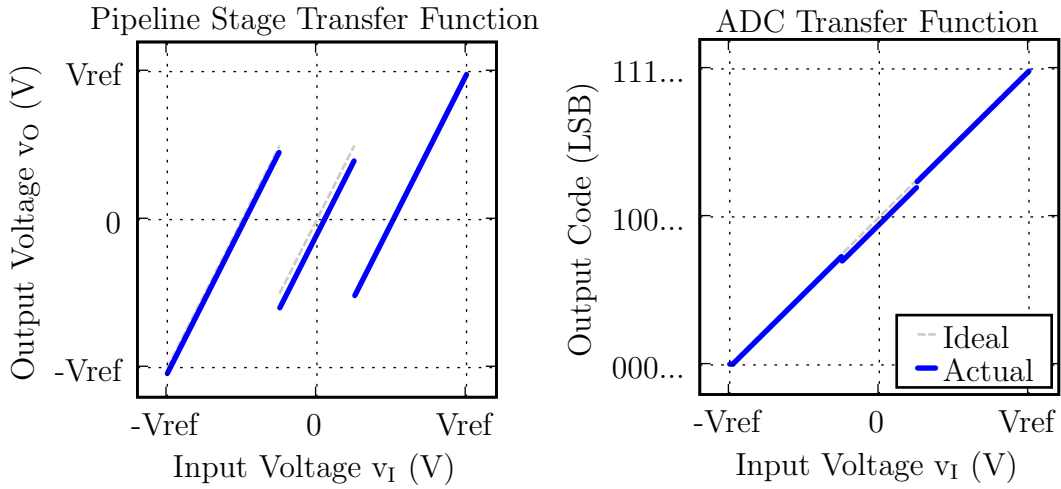 Pipeline Stage Transfer Function
Output Voltage vO (V)
Vref
0
-Vref
-Vref
0
Vref
Input Voltage vI (V)
ADC Transfer Function
Output Code (LSB)
111...
100...
000...
Ideal
Actual
-Vref
0
Vref
Input Voltage vI (V)